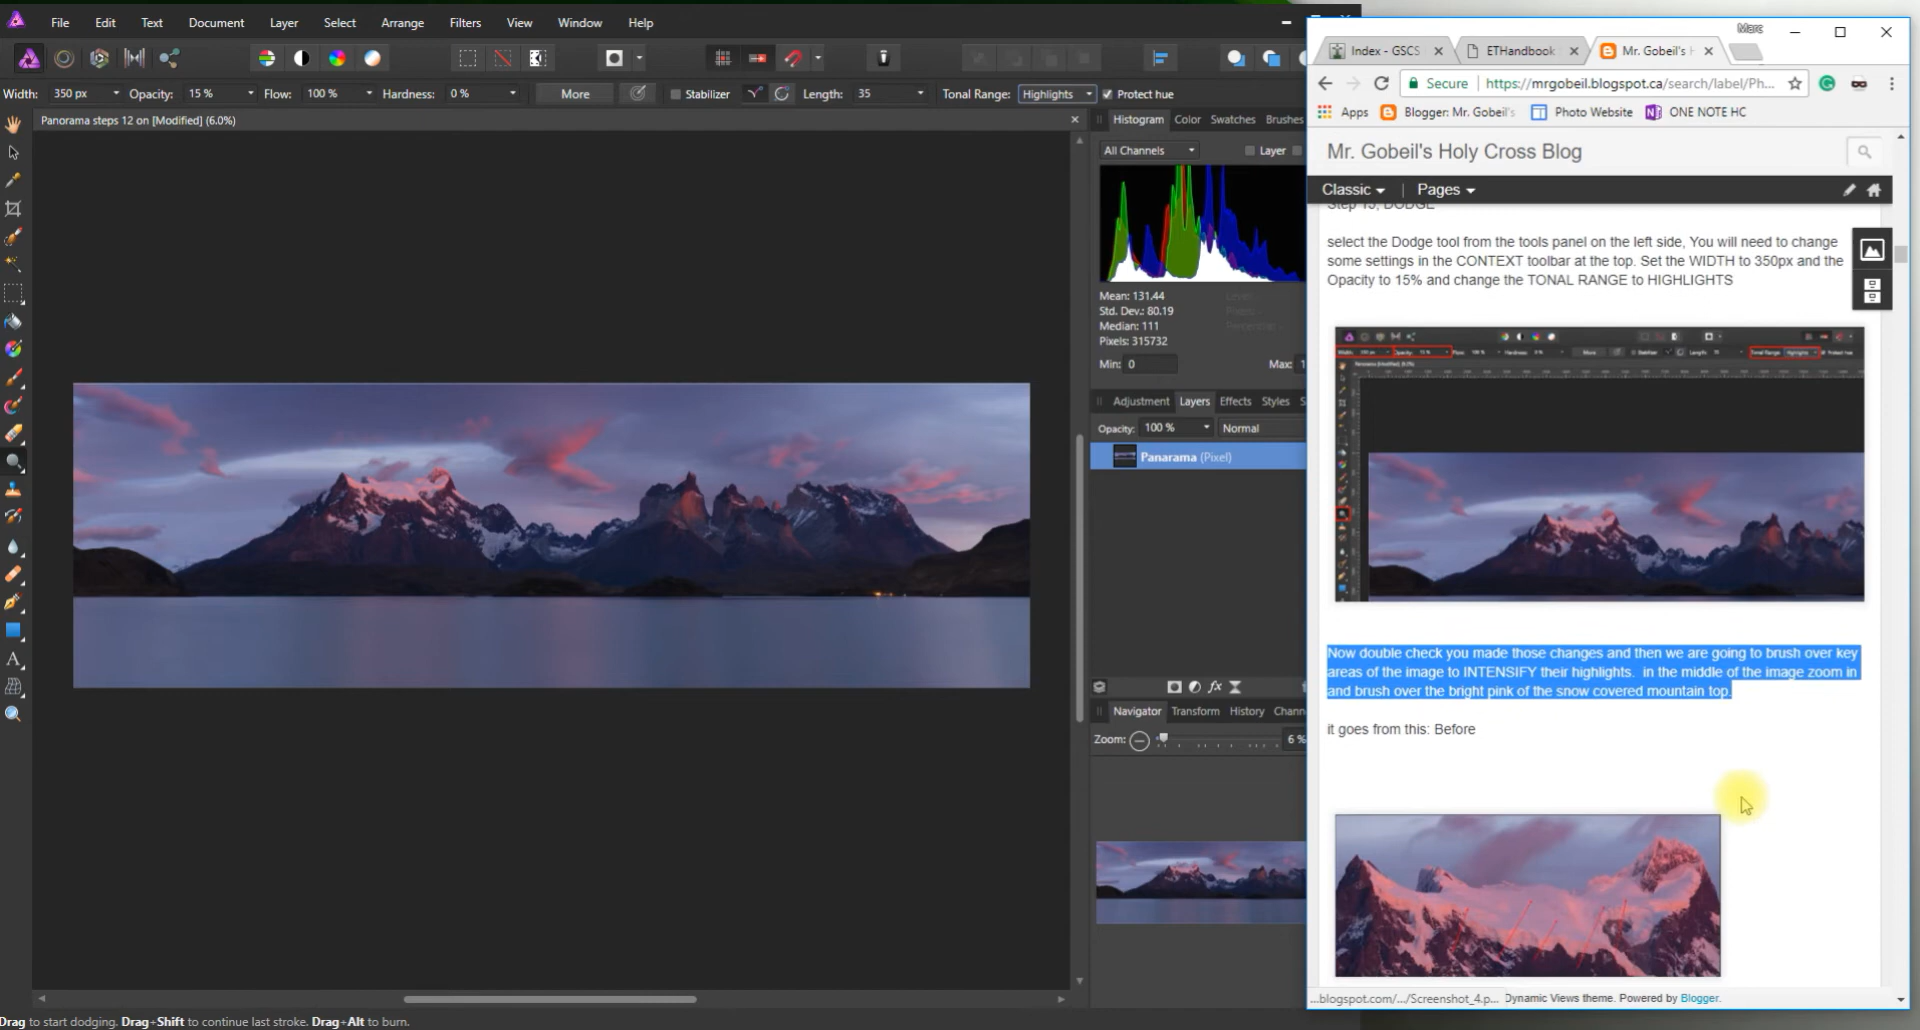 File Edit Text Document Layer Select Arrange Filters View Window Help
Width: 350 px Opacity: 15 % Flow: 100 % Hardness: 0 % More Stabilizer Length: 35 Tonal Range: Highlights Protect hue
Panorama steps 12 on [Modified] (6.0%)
Histogram Color Swatches Brushes
All Channels Layer
Mean: 131.44
Std. Dev.: 80.19
Median: 111
Pixels: 315732
Min: 0 Max: 1
Adjustment Layers Effects Styles S
Opacity: 100 % Normal
Panarama (Pixel)
Navigator Transform History Chann
Zoom: 6 %
Drag to start dodging. Drag+Shift to continue last stroke. Drag+Alt to burn.
Marc
Index - GSCS ETHandbook Mr. Gobeil's H
Secure https://mrgobeil.blogspot.ca/search/label/Ph...
Apps Blogger: Mr. Gobeil's Photo Website ONE NOTE HC
Mr. Gobeil's Holy Cross Blog
Classic Pages
Step 13, DODGE
select the Dodge tool from the tools panel on the left side, You will need to change
some settings in the CONTEXT toolbar at the top. Set the WIDTH to 350px and the
Opacity to 15% and change the TONAL RANGE to HIGHLIGHTS
Now double check you made those changes and then we are going to brush over key
areas of the image to INTENSIFY their highlights. in the middle of the image zoom in
and brush over the bright pink of the snow covered mountain top.
it goes from this: Before
...blogspot.com/.../Screenshot_4.p... Dynamic Views theme. Powered by Blogger.